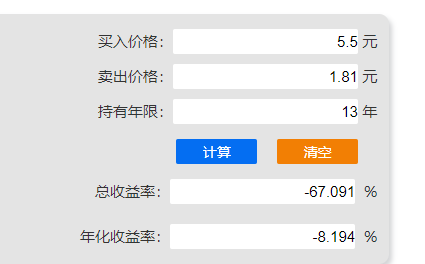 买入价格: 5.5 元
卖出价格: 1.81 元
持有年限: 13 年
计算 清空
总收益率: -67.091 %
年化收益率: -8.194 %